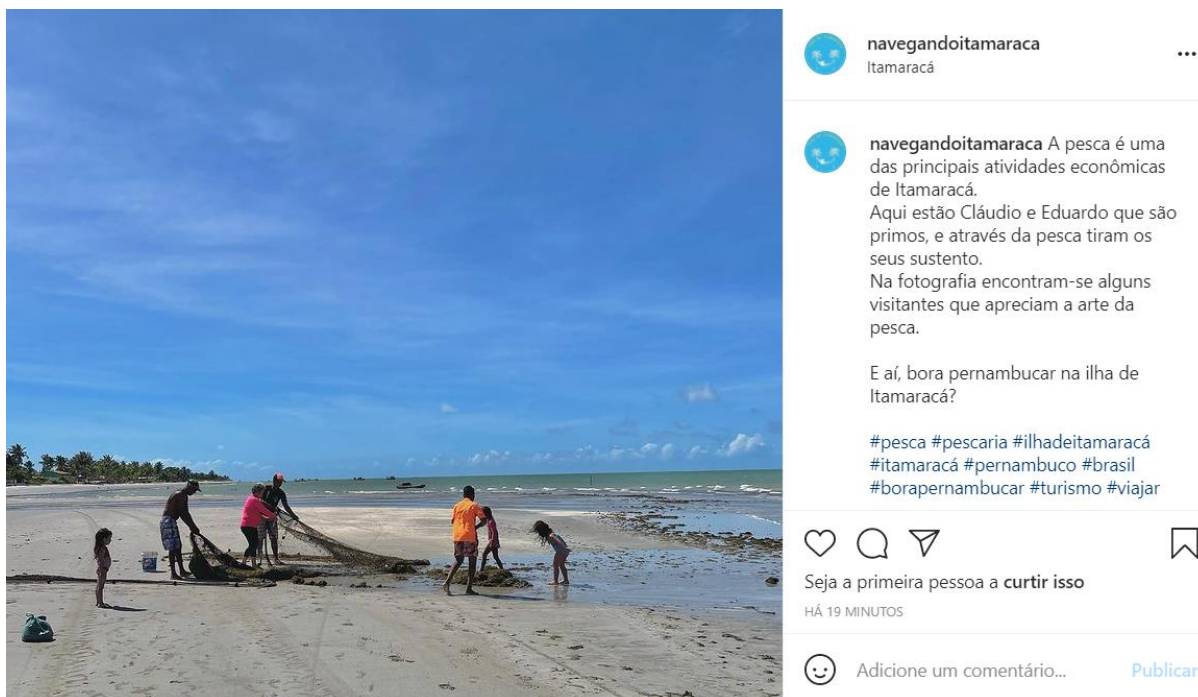 navegandoitamaraca
Itamaracá
navegandoitamaraca A pesca é uma
das principais atividades econômicas
de Itamaracá.
Aqui estão Cláudio e Eduardo que são
primos, e através da pesca tiram os
seus sustento.
Na fotografia encontram-se alguns
visitantes que apreciam a arte da
pesca.
E aí, bora pernambucar na ilha de
Itamaracá?
#pesca #pescaria #ilhadeitamaracá
#itamaracá #pernambuco #brasil
#borapernambucar #turismo #viajar
Seja a primeira pessoa a curtir isso
HÁ 19 MINUTOS
Adicione um comentário... Publicar